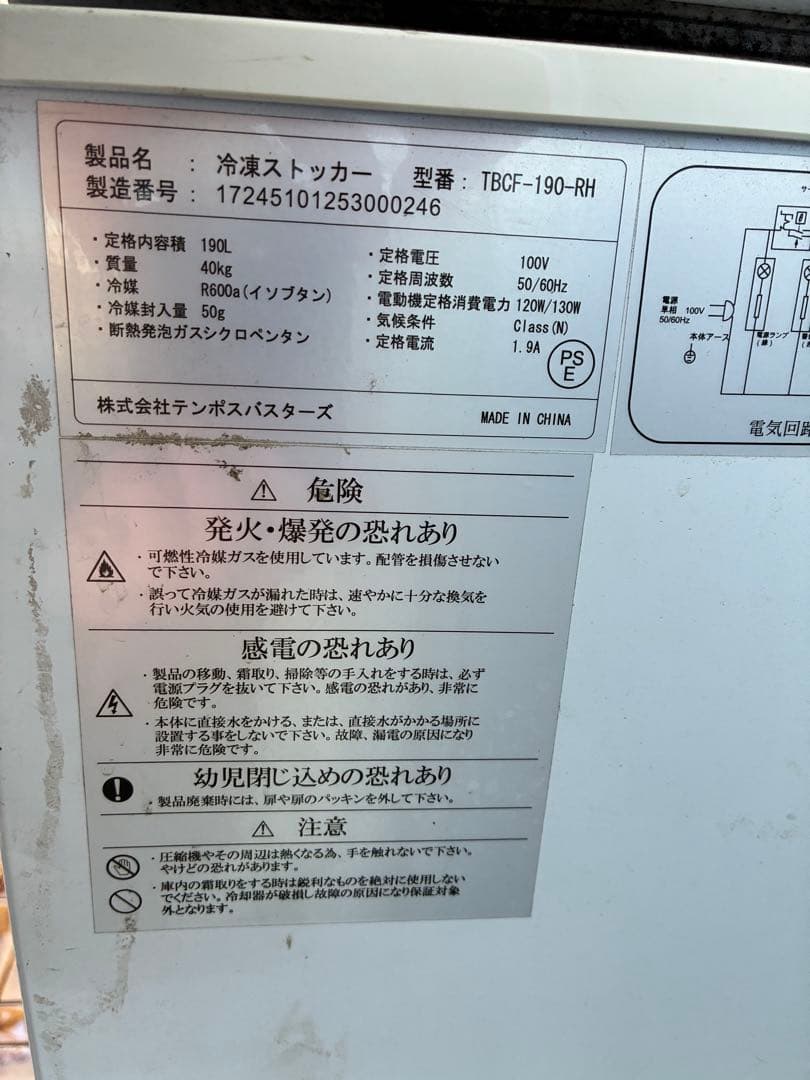 製品名 : 冷凍ストッカー 型番: TBCF-190-RH
製造番号 : 17245101253000246
・定格内容積 190L
・質量 40kg
・冷媒 R600a(イソブタン)
・冷媒封入量 50g
・断熱発泡ガスシクロペンタン
・定格電圧 100V
・定格周波数 50/60Hz
・電動機定格消費電力 120W/130W
・気候条件 Class(N)
・定格電流 1.9A
PS
E
株式会社テンポスバスターズ MADE IN CHINA
電源
単相 100V
50/60Hz
本体アース
電源ランプ
(緑)
電気回路
⚠ 危険
発火・爆発の恐れあり
・可燃性冷媒ガスを使用しています。配管を損傷させない
で下さい。
・誤って冷媒ガスが漏れた時は、速やかに十分な換気を
行い火気の使用を避けて下さい。
感電の恐れあり
・製品の移動、霜取り、掃除等の手入れをする時は、必ず
電源プラグを抜いて下さい。感電の恐れがあり、非常に
危険です。
・本体に直接水をかける、または、直接水がかかる場所に
設置する事をしないで下さい。故障、漏電の原因になり
非常に危険です。
幼児閉じ込めの恐れあり
・製品廃棄時には、扉や扉のパッキンを外して下さい。
⚠ 注意
・圧縮機やその周辺は熱くなる為、手を触れないで下さい。
やけどの恐れがあります。
・庫内の霜取りをする時は鋭利なものを絶対に使用しない
でください。冷却器が破損し故障の原因になり保証対象
外となります。